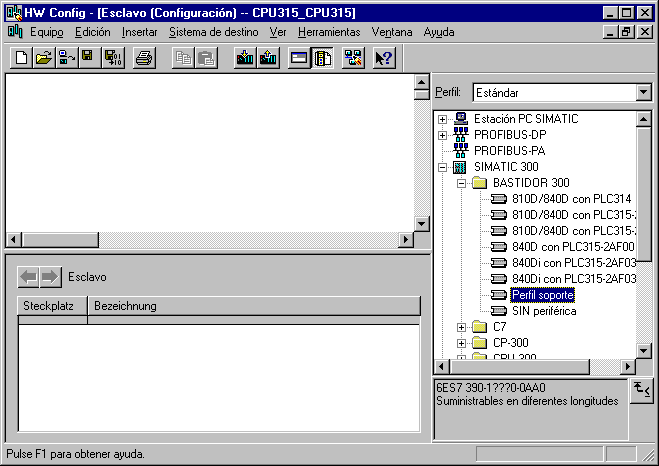 HW Config - [Esclavo (Configuración) -- CPU315_CPU315]
Equipo Edición Insertar Sistema de destino Ver Herramientas Ventana Ayuda
Perfil: Estándar
Estación PC SIMATIC
PROFIBUS-DP
PROFIBUS-PA
SIMATIC 300
BASTIDOR 300
810D/840D con PLC314
810D/840D con PLC315-2
810D/840D con PLC315-
840D con PLC315-2AF00
840Di con PLC315-2AF03
840Di con PLC315-2AF03
Perfil soporte
SIN periférica
C7
CP-300
CPU-300
Esclavo
Steckplatz Bezeichnung
6ES7 390-1???0-0AA0
Suministrables en diferentes longitudes
Pulse F1 para obtener ayuda.